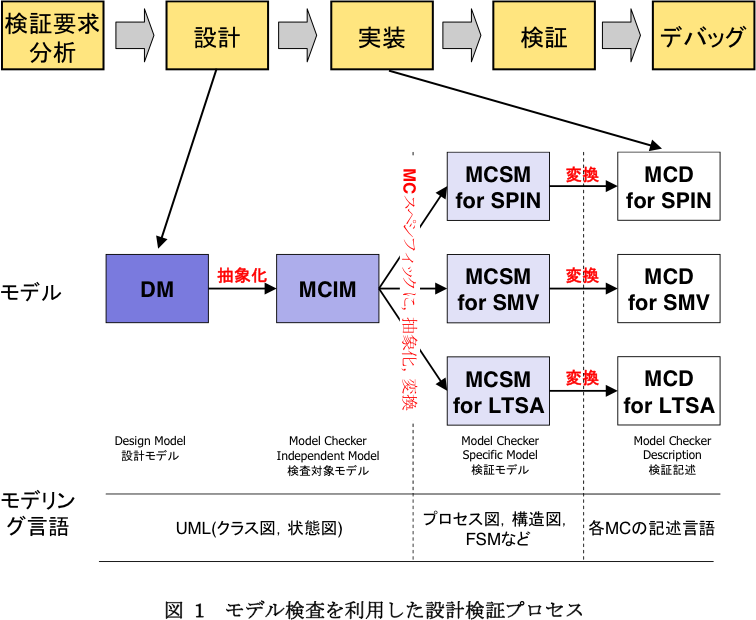 検証要求
分析
設計
実装
検証
デバッグ
MCスペシフィックに, 抽象化, 変換
MCSM
for SPIN
変換
MCD
for SPIN
モデル
DM
抽象化
MCIM
MCSM
for SMV
変換
MCD
for SMV
MCSM
for LTSA
変換
MCD
for LTSA
Design Model
設計モデル
Model Checker
Independent Model
検査対象モデル
Model Checker
Specific Model
検証モデル
Model Checker
Description
検証記述
モデリン
グ言語
UML(クラス図, 状態図)
プロセス図, 構造図,
FSMなど
各MCの記述言語
図 1 モデル検査を利用した設計検証プロセス